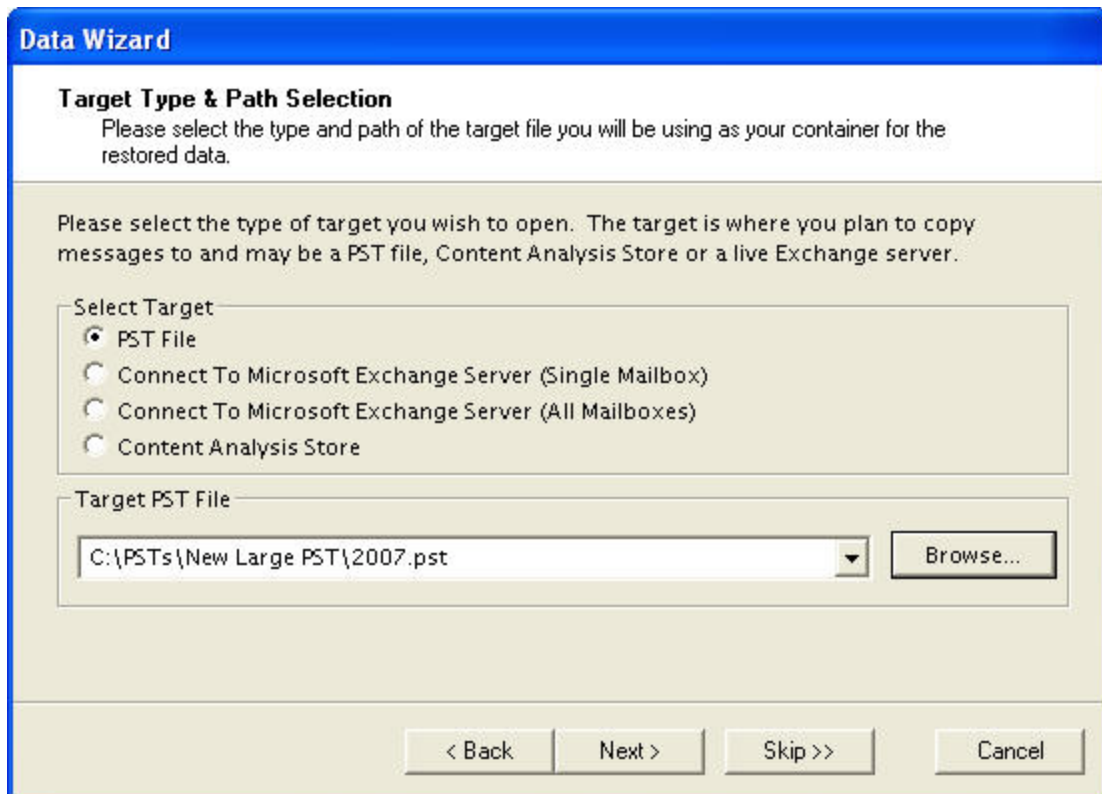 Data Wizard
Target Type & Path Selection
Please select the type and path of the target file you will be using as your container for the
restored data.
Please select the type of target you wish to open.  The target is where you plan to copy
messages to and may be a PST file, Content Analysis Store or a live Exchange server.
Select Target
PST File
Connect To Microsoft Exchange Server (Single Mailbox)
Connect To Microsoft Exchange Server (All Mailboxes)
Content Analysis Store
Target PST File
C:\PSTs\New Large PST\2007.pst
Browse...
< Back Next > Skip >> Cancel